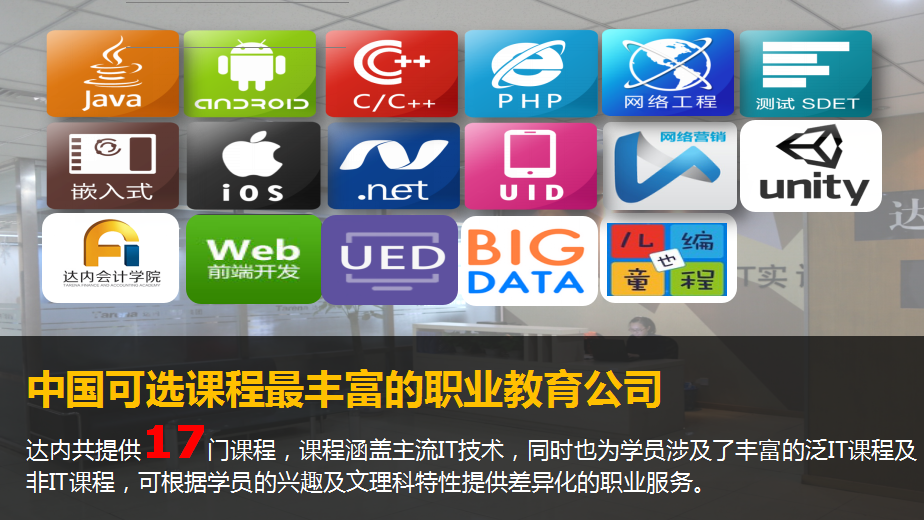 Java
ANDROID
C++
C/C++
PHP
网络工程
测试 SDET
嵌入式
iOS
.net
UID
网络营销
unity
达内会计学院
TARENA FINANCE AND ACCOUNTING ACADEMY
Web
前端开发
UED
BIG
DATA
儿 编
也
童 程
达
IT实训
中国可选课程最丰富的职业教育公司
达内共提供17门课程，课程涵盖主流IT技术，同时也为学员涉及了丰富的泛IT课程及
非IT课程，可根据学员的兴趣及文理科特性提供差异化的职业服务。